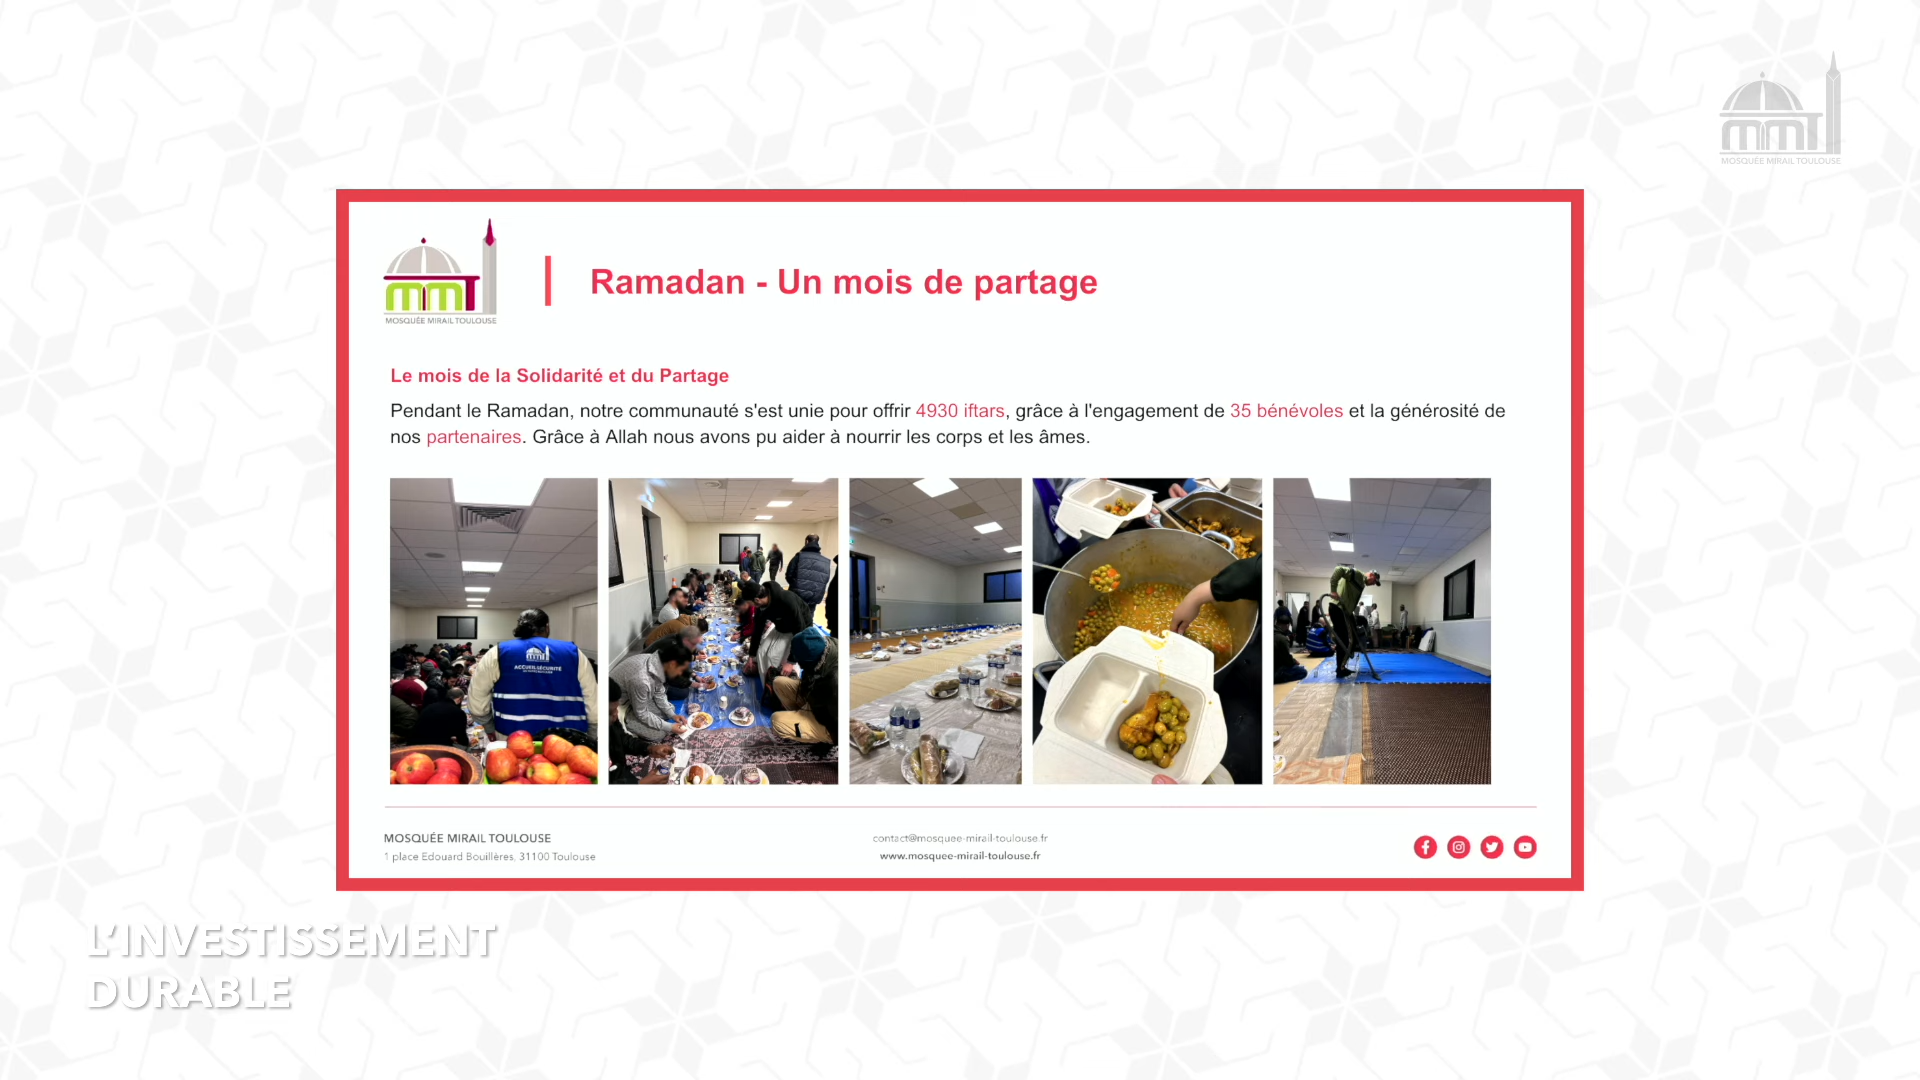 MOSQUÉE MIRAIL TOULOUSE
MOSQUÉE MIRAIL TOULOUSE
Ramadan - Un mois de partage
Le mois de la Solidarité et du Partage
Pendant le Ramadan, notre communauté s'est unie pour offrir 4930 iftars, grâce à l'engagement de 35 bénévoles et la générosité de
nos partenaires. Grâce à Allah nous avons pu aider à nourrir les corps et les âmes.
ACCUEIL SÉCURITÉ
MOSQUÉE MIRAIL TOULOUSE
1 place Edouard Bouillères, 31100 Toulouse
contact@mosquee-mirail-toulouse.fr
www.mosquee-mirail-toulouse.fr
L'INVESTISSEMENT
DURABLE